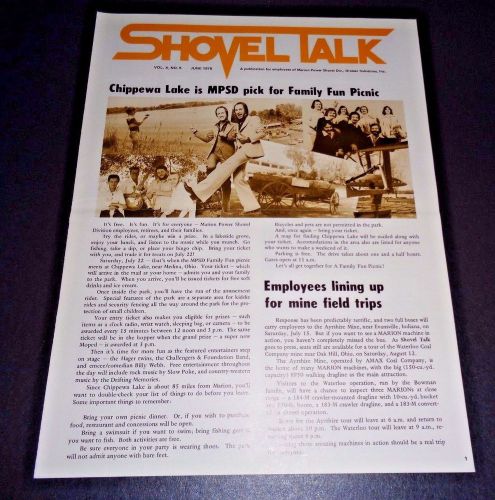 SHOVEL TALK
VOL. X, NO. 6 JUNE 1978 A publication for employees of Marion Power Shovel Div., Dresser Industries, Inc.
Chippewa Lake is MPSD pick for Family Fun Picnic
It's free. It's fun. It's for everyone — Marion Power Shovel
Division employees, retirees, and their families.
Try the rides, or maybe win a prize. In a lakeside grove,
enjoy your lunch, and listen to the music while you munch. Go
fishing, take a dip, or place your bingo chip. Bring your ticket
with you and trade it for treats on July 22!
Saturday, July 22 — that's when the MPSD Family Fun picnic
meets at Chippewa Lake, near Medina, Ohio. Your ticket — which
will arrive in the mail at your home — admits you and your family
to the park. When you arrive, you'll be issued tickets for free soft
drinks and ice cream.
Once inside the park, you'll have the run of the amusement
rides. Special features of the park are a separate area for kiddie
rides and security fencing all the way around the park for the pro-
tection of small children.
Your entry ticket also makes you eligible for prizes — such
items as a clock radio, wrist watch, sleeping bag, or camera — to be
awarded every 15 minutes between 12 noon and 3 p.m. The same
ticket will be in the hopper when the grand prize — a super new
Moped — is awarded at 3 p.m.
Then it's time for more fun as the featured entertainers step
on stage — the Hager twins, the Challengers & Foundation Band,
and emcee/comedian Billy Webb. Free entertainment throughout
the day will include rock music by Slow Poke, and country-western
music by the Defining Memories.
Since Chippewa Lake is about 85 miles from Marion, you'll
want to double-check your list of things to do before you leave.
Some important things to remember:
Bring your own picnic dinner. Or, if you wish to purchase
food, restaurant and concessions will be open.
Bring a swimsuit if you want to swim; bring fishing gear if
you want to fish. Both activities are free.
Be sure everyone in your party is wearing shoes. The park
will not admit anyone with bare feet.
Bicycles and pets are not permitted in the park.
And, once again — bring your ticket.
A map for finding Chippewa Lake will be mailed along with
your ticket. Accomodations in the area also are listed for anyone
who wants to make a weekend of it.
Parking is free. The drive takes about one and a half hours.
Gates open at 11 a.m.
Let's all get together for A Family Fun Picnic!
Employees lining up
for mine field trips
Response has been predictably terrific, and two full buses will
carry employees to the Ayrshire Mine, near Evansville, Indiana, on
Saturday, July 15. But if you want to see a MARION machine in
action, you haven't completely missed the bus. As Shovel Talk
goes to press, seats still are available for a tour of the Waterloo Coal
Company mine near Oak Hill, Ohio, on Saturday, August 12.
The Ayrshire Mine, operated by AMAX Coal Company, is
the home of many MARION machines, with the big (150-cu.-yd.
capacity) 8750 walking dragline as the main attraction.
Visitors to the Waterloo operation, run by the Bowman
family, will have a chance to inspect three MARIONs at close
range — a 184-M crawler-mounted dragline with 10-cu.-yd. bucket
crawler dragline, and a 183-M convert-
shovel operation.
for the Ayrshire tour will leave at 6 a.m. and return to
about 10 p.m. The Waterloo tour will leave at 9 a.m., re-
9 p.m.
these amazing machines in action should be a real trip
1